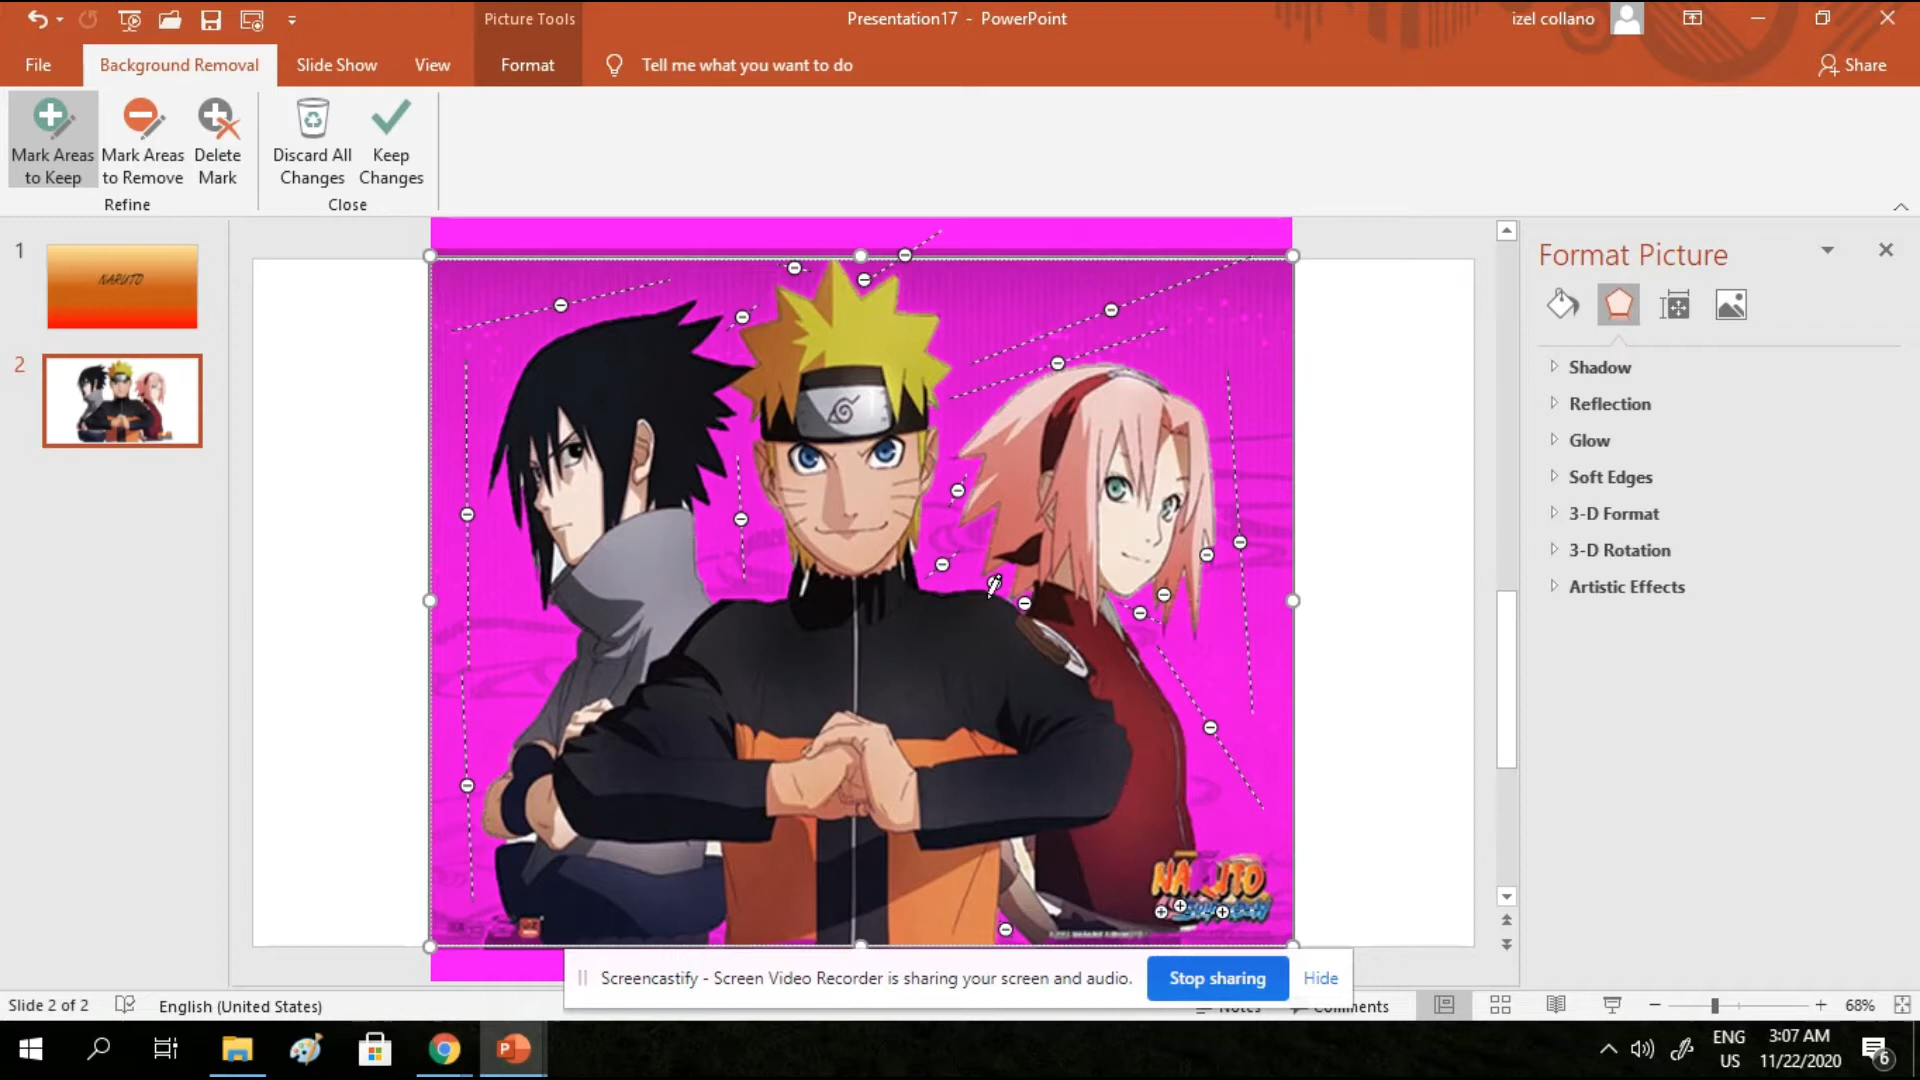 Picture Tools
Presentation17 - PowerPoint
izel collano
File
Background Removal
Slide Show
View
Format
Tell me what you want to do
Share
Mark Areas to Keep
Mark Areas to Remove
Delete Mark
Discard All Changes
Keep Changes
Refine
Close
1
NARUTO
2
NARUTO
Format Picture
Shadow
Reflection
Glow
Soft Edges
3-D Format
3-D Rotation
Artistic Effects
Screencastify - Screen Video Recorder is sharing your screen and audio.
Stop sharing
Hide
Slide 2 of 2
English (United States)
Notes
Comments
68%
ENG
US
3:07 AM
11/22/2020
6